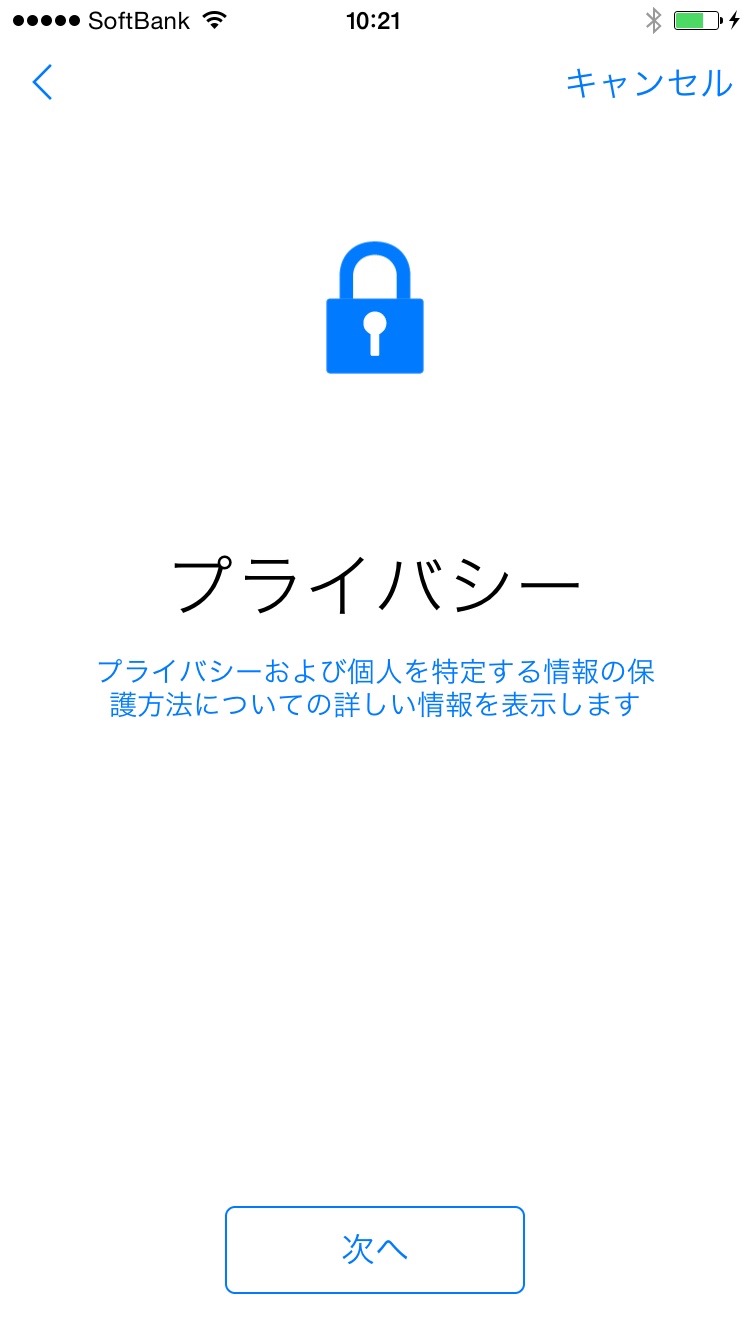 SoftBank 10:21
キャンセル
プライバシー
プライバシーおよび個人を特定する情報の保
護方法についての詳しい情報を表示します
次へ